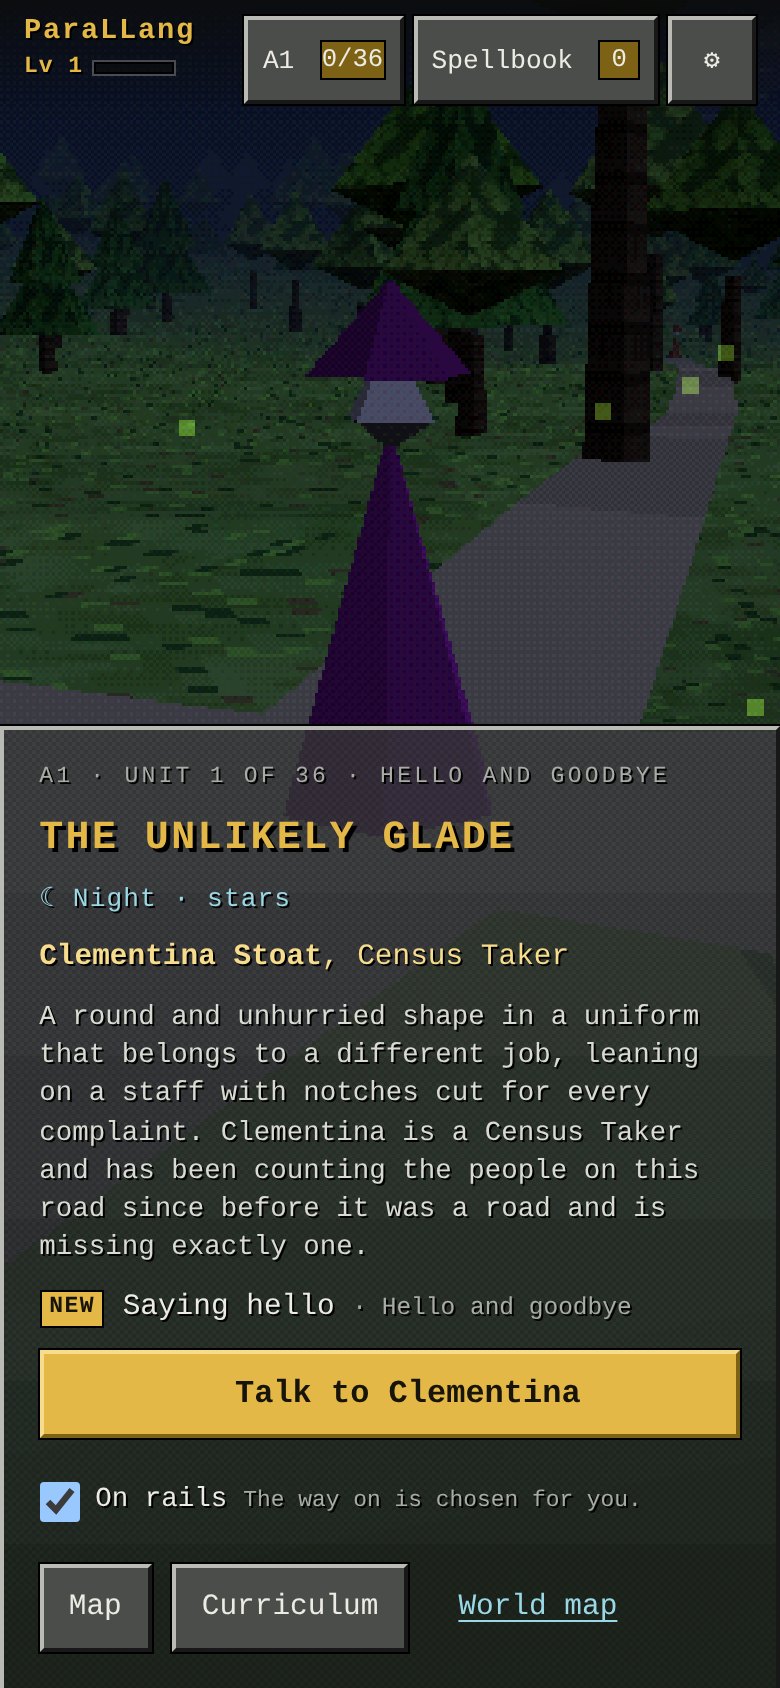 ParaLLang
Lv 1
A1 0/36
Spellbook 0
⚙
A1 · UNIT 1 OF 36 · HELLO AND GOODBYE
THE UNLIKELY GLADE
☾ Night · stars
Clementina Stoat, Census Taker
A round and unhurried shape in a uniform
that belongs to a different job, leaning
on a staff with notches cut for every
complaint. Clementina is a Census Taker
and has been counting the people on this
road since before it was a road and is
missing exactly one.
NEW Saying hello · Hello and goodbye
Talk to Clementina
On rails The way on is chosen for you.
Map
Curriculum
World map